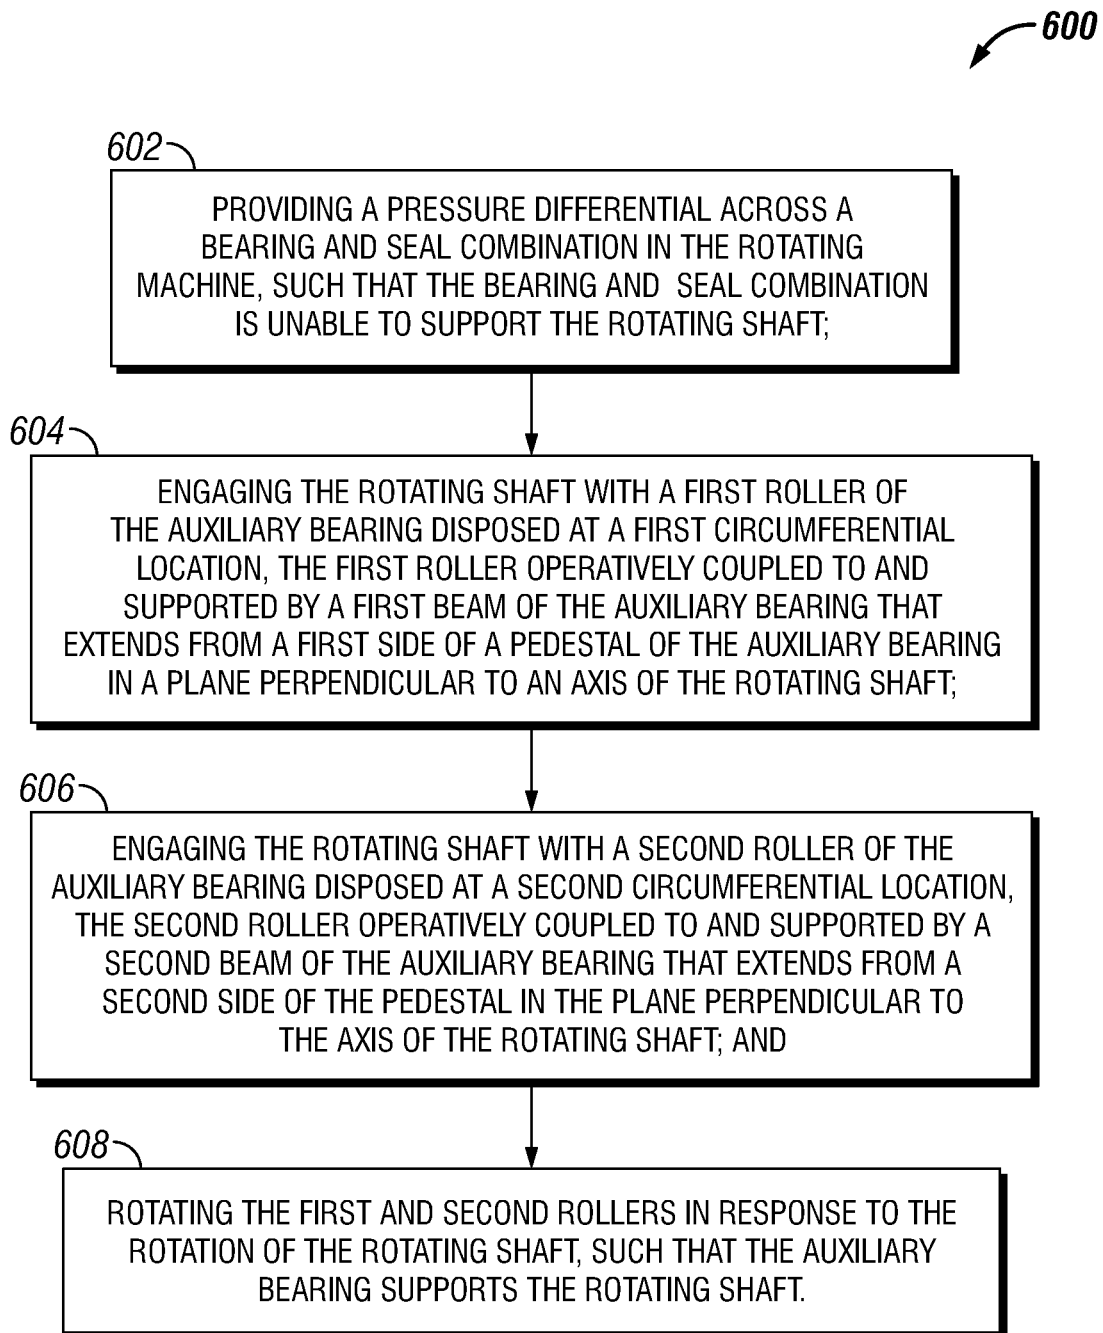 600
602
PROVIDING A PRESSURE DIFFERENTIAL ACROSS A
BEARING AND SEAL COMBINATION IN THE ROTATING
MACHINE, SUCH THAT THE BEARING AND SEAL COMBINATION
IS UNABLE TO SUPPORT THE ROTATING SHAFT;
604
ENGAGING THE ROTATING SHAFT WITH A FIRST ROLLER OF
THE AUXILIARY BEARING DISPOSED AT A FIRST CIRCUMFERENTIAL
LOCATION, THE FIRST ROLLER OPERATIVELY COUPLED TO AND
SUPPORTED BY A FIRST BEAM OF THE AUXILIARY BEARING THAT
EXTENDS FROM A FIRST SIDE OF A PEDESTAL OF THE AUXILIARY BEARING
IN A PLANE PERPENDICULAR TO AN AXIS OF THE ROTATING SHAFT;
606
ENGAGING THE ROTATING SHAFT WITH A SECOND ROLLER OF THE
AUXILIARY BEARING DISPOSED AT A SECOND CIRCUMFERENTIAL LOCATION,
THE SECOND ROLLER OPERATIVELY COUPLED TO AND SUPPORTED BY A
SECOND BEAM OF THE AUXILIARY BEARING THAT EXTENDS FROM A
SECOND SIDE OF THE PEDESTAL IN THE PLANE PERPENDICULAR TO
THE AXIS OF THE ROTATING SHAFT; AND
608
ROTATING THE FIRST AND SECOND ROLLERS IN RESPONSE TO THE
ROTATION OF THE ROTATING SHAFT, SUCH THAT THE AUXILIARY
BEARING SUPPORTS THE ROTATING SHAFT.